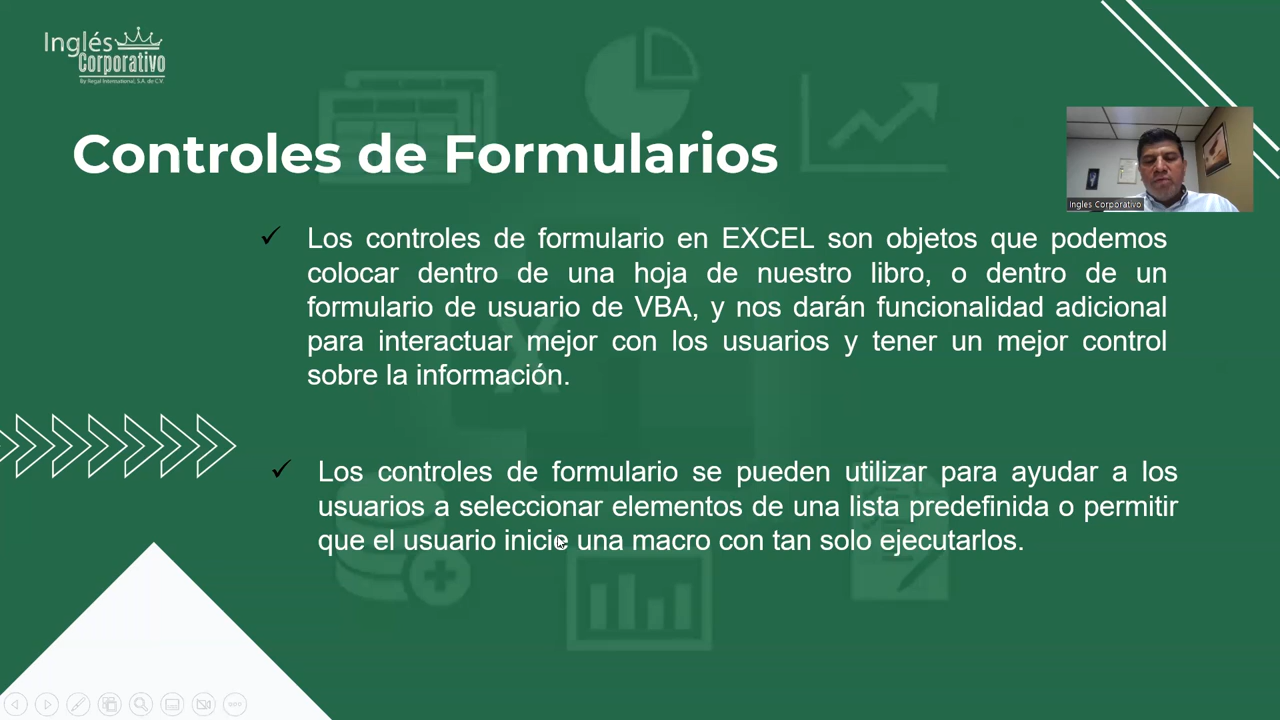 Inglés
Corporativo
By Regal International, S.A. de C.V.
Controles de Formularios
Ingles Corporativo
Los controles de formulario en EXCEL son objetos que podemos
colocar dentro de una hoja de nuestro libro, o dentro de un
formulario de usuario de VBA, y nos darán funcionalidad adicional
para interactuar mejor con los usuarios y tener un mejor control
sobre la información.
Los controles de formulario se pueden utilizar para ayudar a los
usuarios a seleccionar elementos de una lista predefinida o permitir
que el usuario inicie una macro con tan solo ejecutarlos.